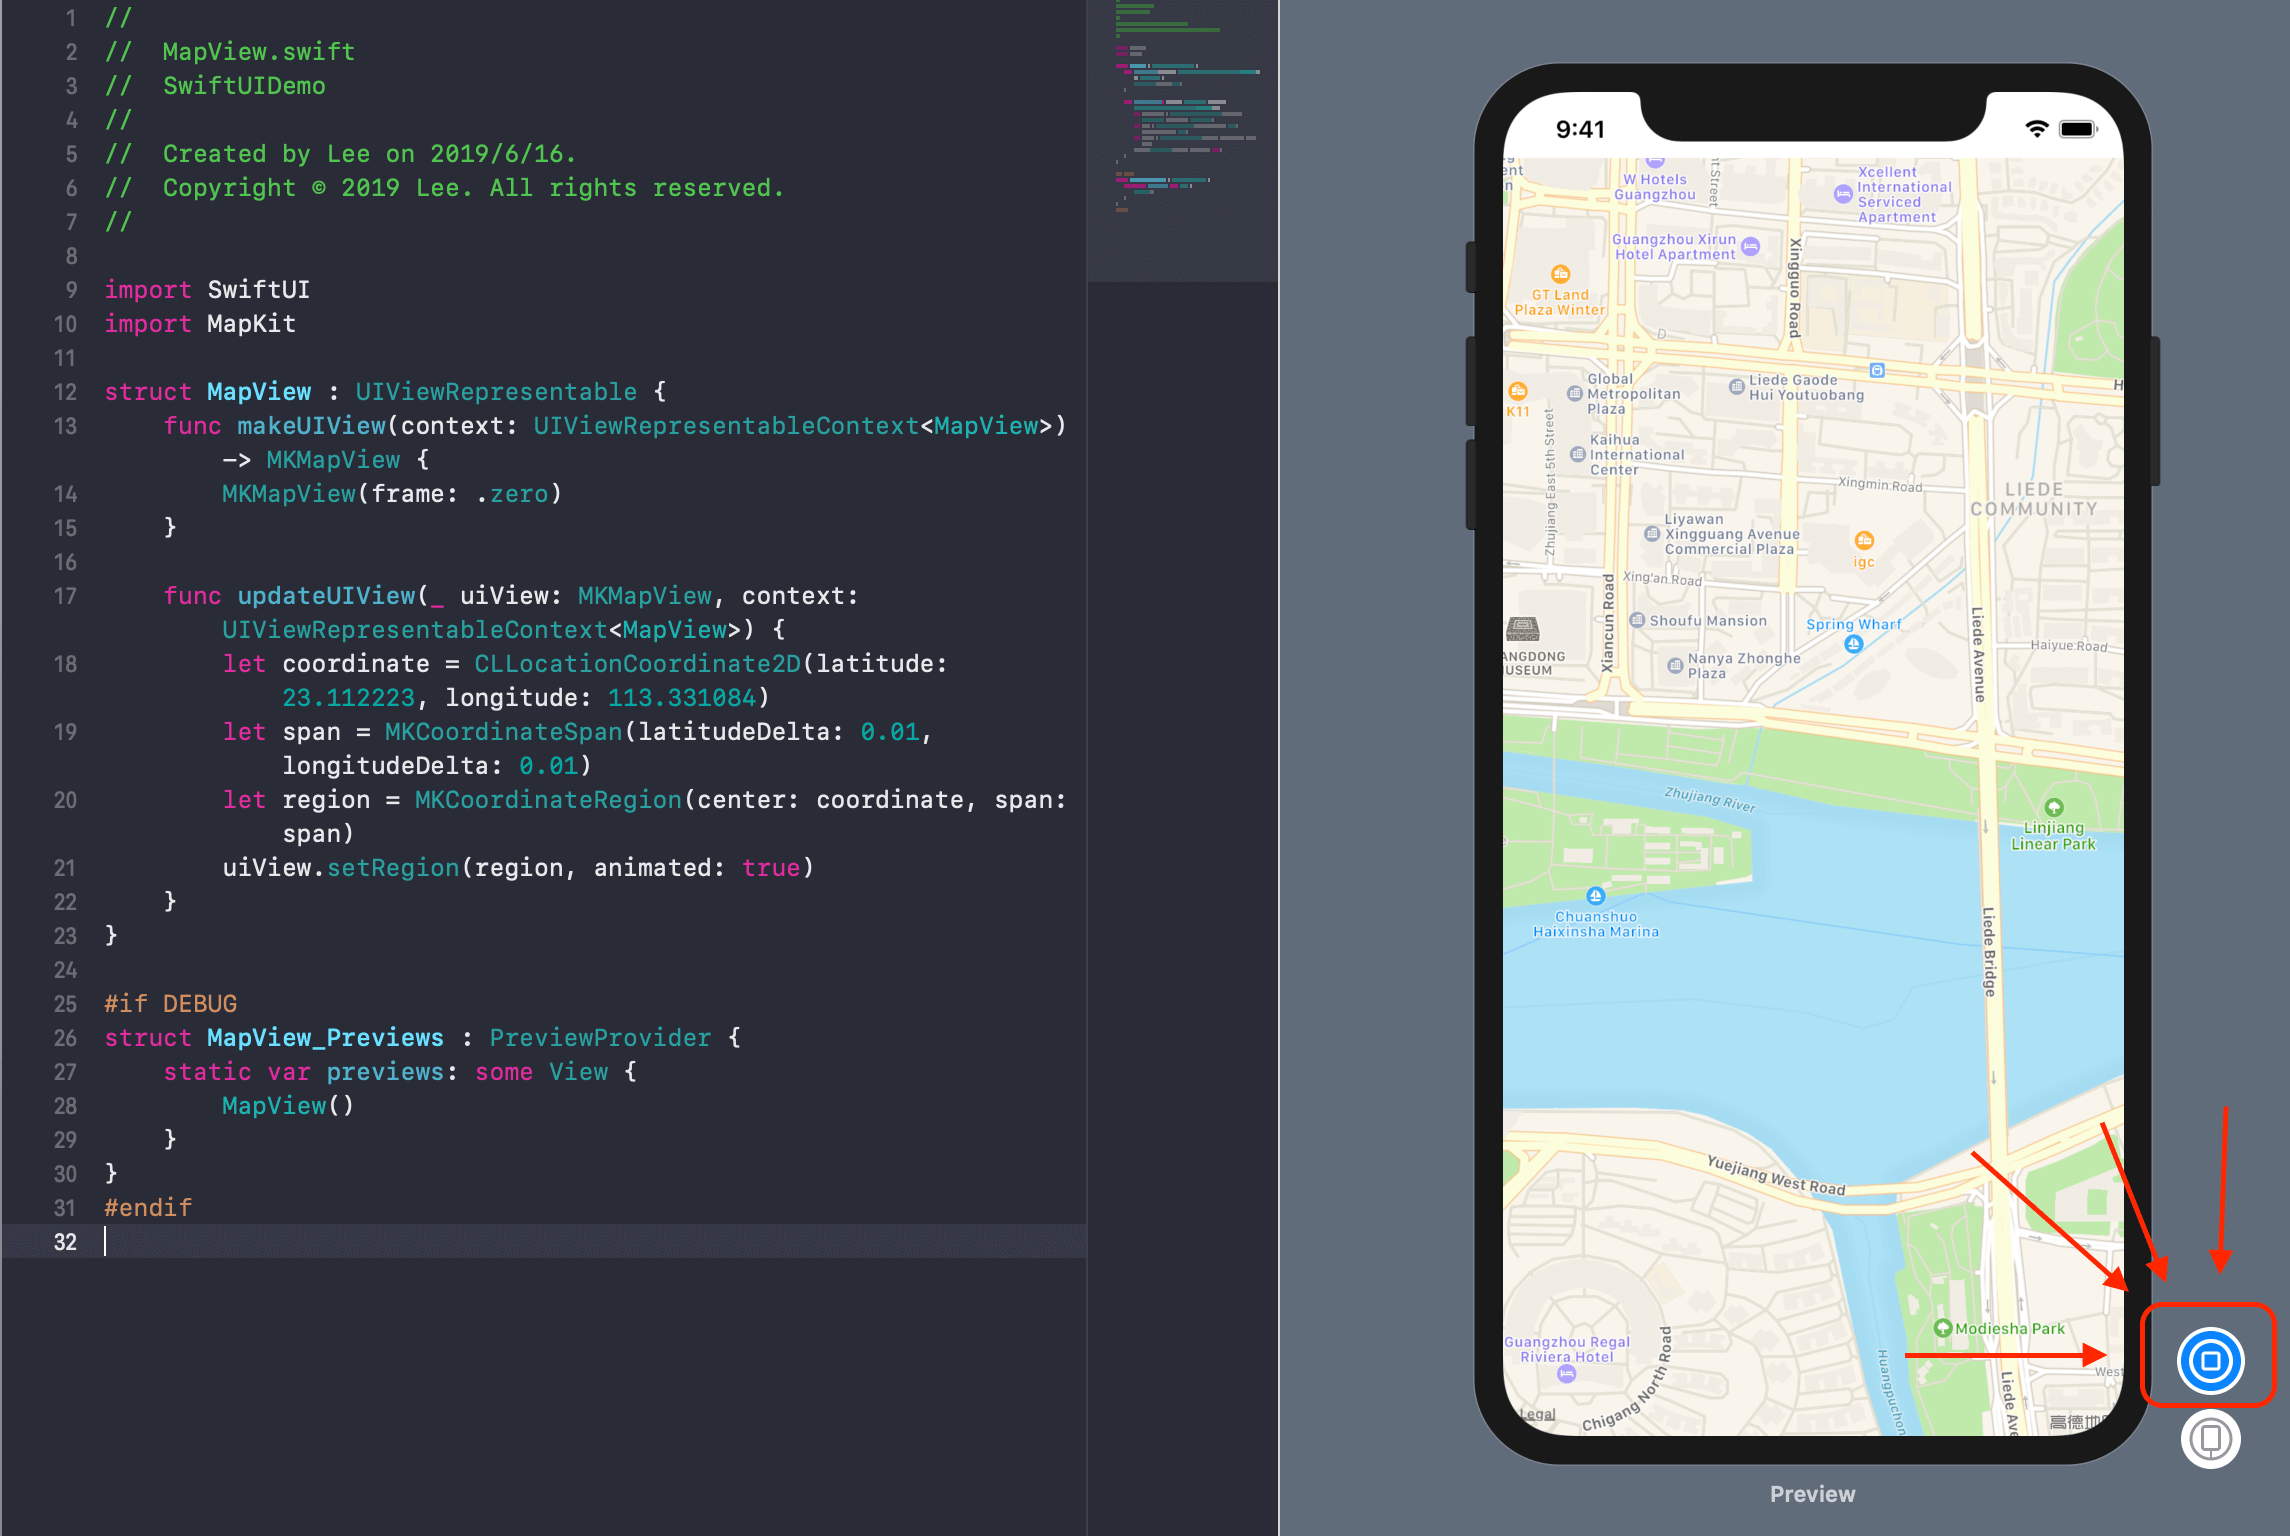 1 //
2 //  MapView.swift
3 //  SwiftUIDemo
4 //
5 //  Created by Lee on 2019/6/16.
6 //  Copyright © 2019 Lee. All rights reserved.
7 //
8
9 import SwiftUI
10 import MapKit
11
12 struct MapView : UIViewRepresentable {
13     func makeUIView(context: UIViewRepresentableContext<MapView>)
-> MKMapView {
14         MKMapView(frame: .zero)
15     }
16
17     func updateUIView(_ uiView: MKMapView, context:
UIViewRepresentableContext<MapView>) {
18         let coordinate = CLLocationCoordinate2D(latitude:
23.112223, longitude: 113.331084)
19         let span = MKCoordinateSpan(latitudeDelta: 0.01,
longitudeDelta: 0.01)
20         let region = MKCoordinateRegion(center: coordinate, span:
span)
21         uiView.setRegion(region, animated: true)
22     }
23 }
24
25 #if DEBUG
26 struct MapView_Previews : PreviewProvider {
27     static var previews: some View {
28         MapView()
29     }
30 }
31 #endif
32
9:41
W Hotels
Guangzhou
Xcellent
International
Serviced
Apartment
Guangzhou Xirun
Hotel Apartment
Xingguo Road
GT Land
Plaza Winter
D
Global
Metropolitan
Plaza
Liede Gaode
Hui Youtuobang
K11
Zhujiang East 5th Street
Kaihua
International
Center
Xingmin Road
LIEDE
COMMUNITY
Liyawan
Xingguang Avenue
Commercial Plaza
igc
Xing'an Road
Xiancun Road
Shoufu Mansion
Spring Wharf
Liede Avenue
Haiyue Road
ANGDONG
USEUM
Nanya Zhonghe
Plaza
Zhujiang River
Linjiang
Linear Park
Chuanshuo
Haixinsha Marina
Liede Bridge
Yuejiang West Road
Modiesha Park
Guangzhou Regal
Riviera Hotel
Chigang North Road
Huangpuchon
Liede Ave
West
Legal
高德地
Preview